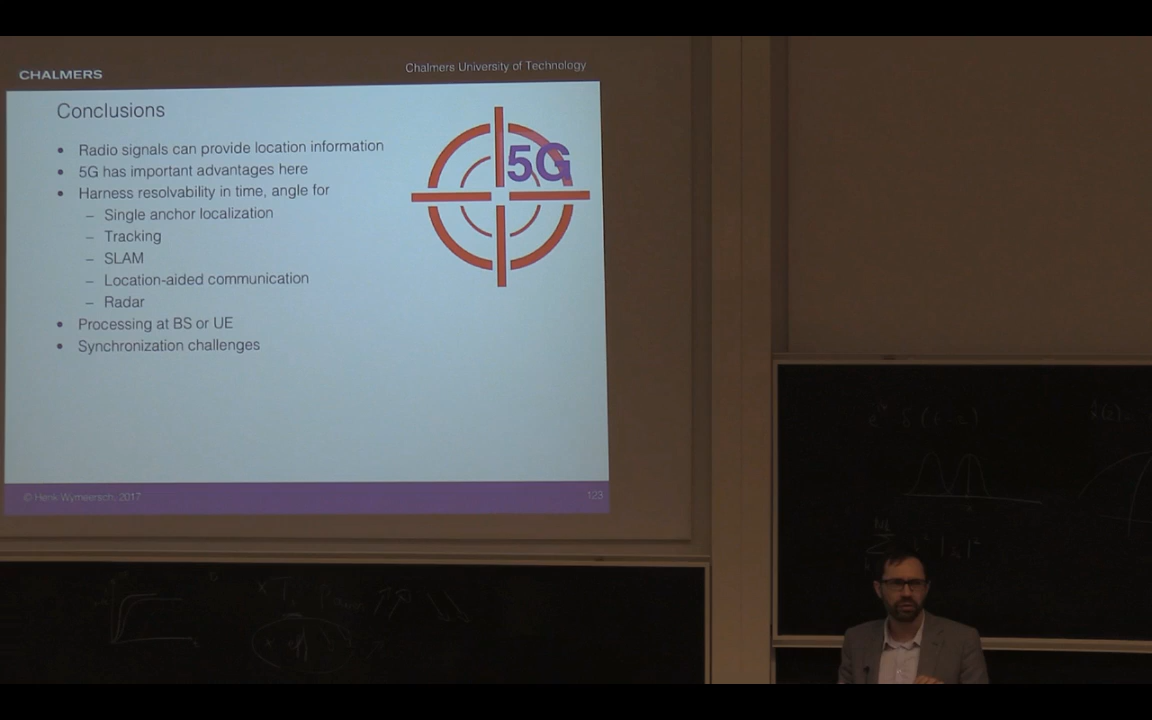 CHALMERS
Chalmers University of Technology
Conclusions
• Radio signals can provide location information
• 5G has important advantages here
• Harness resolvability in time, angle for
– Single anchor localization
– Tracking
– SLAM
– Location-aided communication
– Radar
• Processing at BS or UE
• Synchronization challenges
5G
© Henk Wymeersch, 2017
123